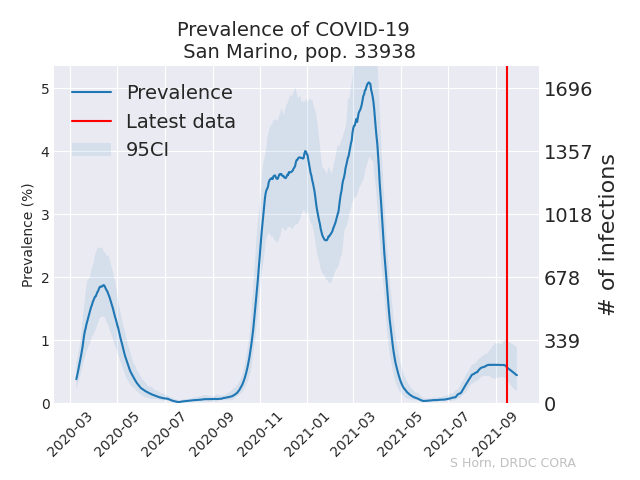 Prevalence of COVID-19
San Marino, pop. 33938
Prevalence
Latest data
95CI
Prevalence (%)
5
4
3
2
1
0
1696
1357
1018
678
339
0
# of infections
2020-03
2020-05
2020-07
2020-09
2020-11
2021-01
2021-03
2021-05
2021-07
2021-09
S Horn, DRDC CORA